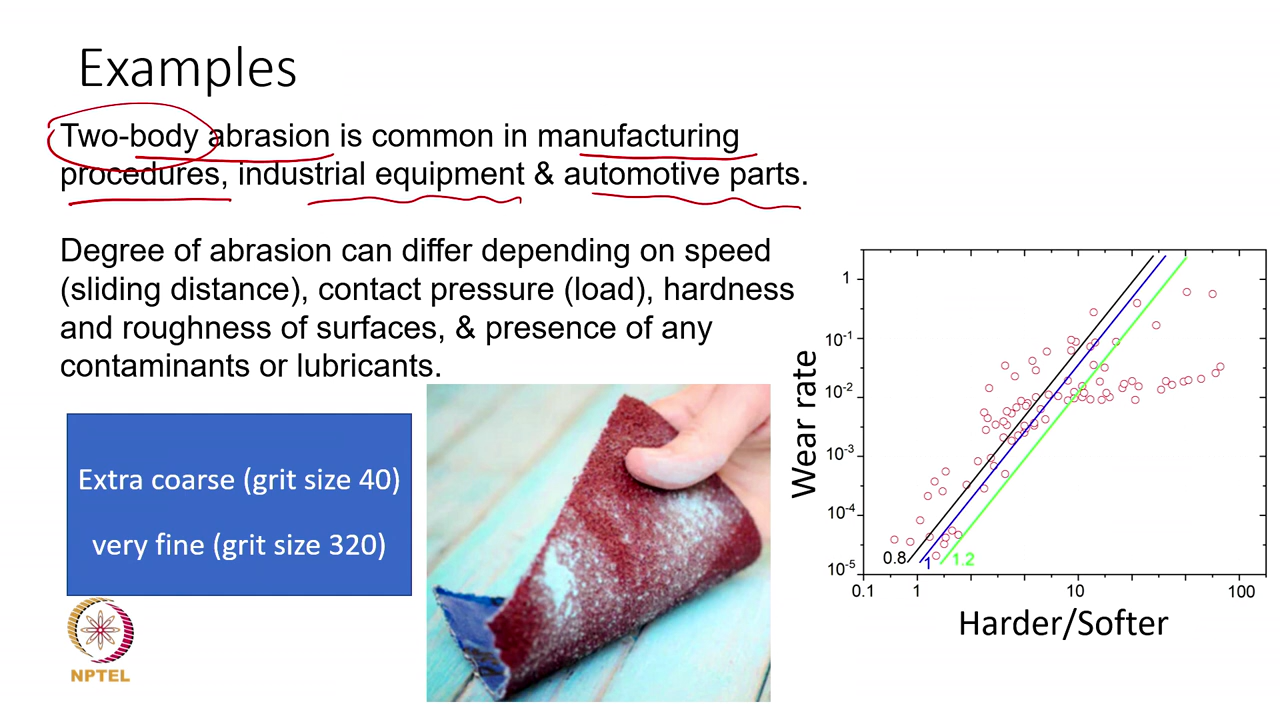 Examples
Two-body abrasion is common in manufacturing
procedures, industrial equipment & automotive parts.
Degree of abrasion can differ depending on speed
(sliding distance), contact pressure (load), hardness
and roughness of surfaces, & presence of any
contaminants or lubricants.
Extra coarse (grit size 40)
very fine (grit size 320)
NPTEL
Wear rate
1
10-1
10-2
10-3
10-4
10-5
0.8
1
1.2
0.1
1
10
100
Harder/Softer